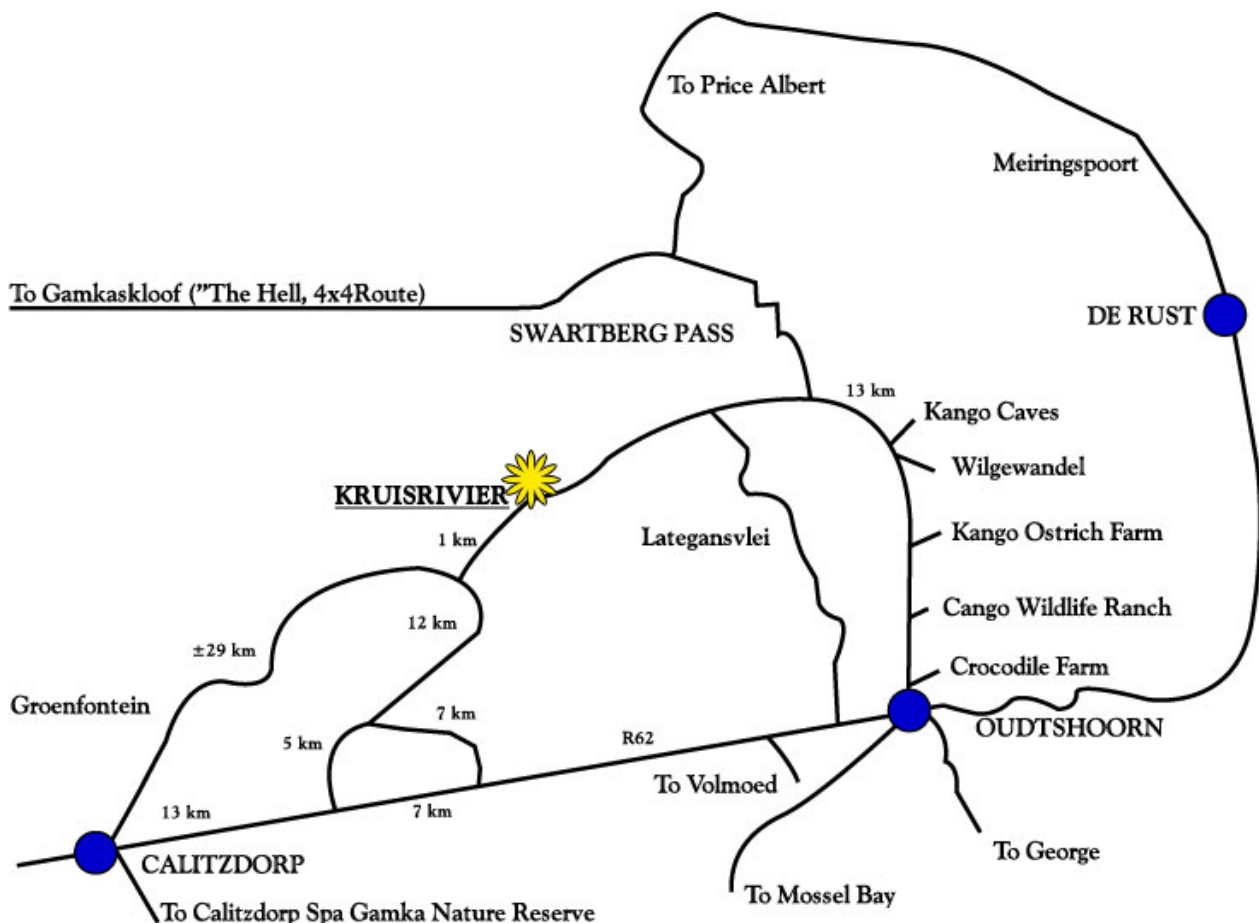 To Price Albert
Meiringspoort
To Gamkaskloof ("The Hell, 4x4Route)
SWARTBERG PASS
DE RUST
13 km
Kango Caves
Wilgewandel
KRUISRIVIER
1 km
Lategansvlei
Kango Ostrich Farm
12 km
Cango Wildlife Ranch
±29 km
Crocodile Farm
Groenfontein
7 km
5 km
R62
OUDTSHOORN
To Volmoed
13 km
7 km
To George
CALITZDORP
To Mossel Bay
To Calitzdorp Spa Gamka Nature Reserve